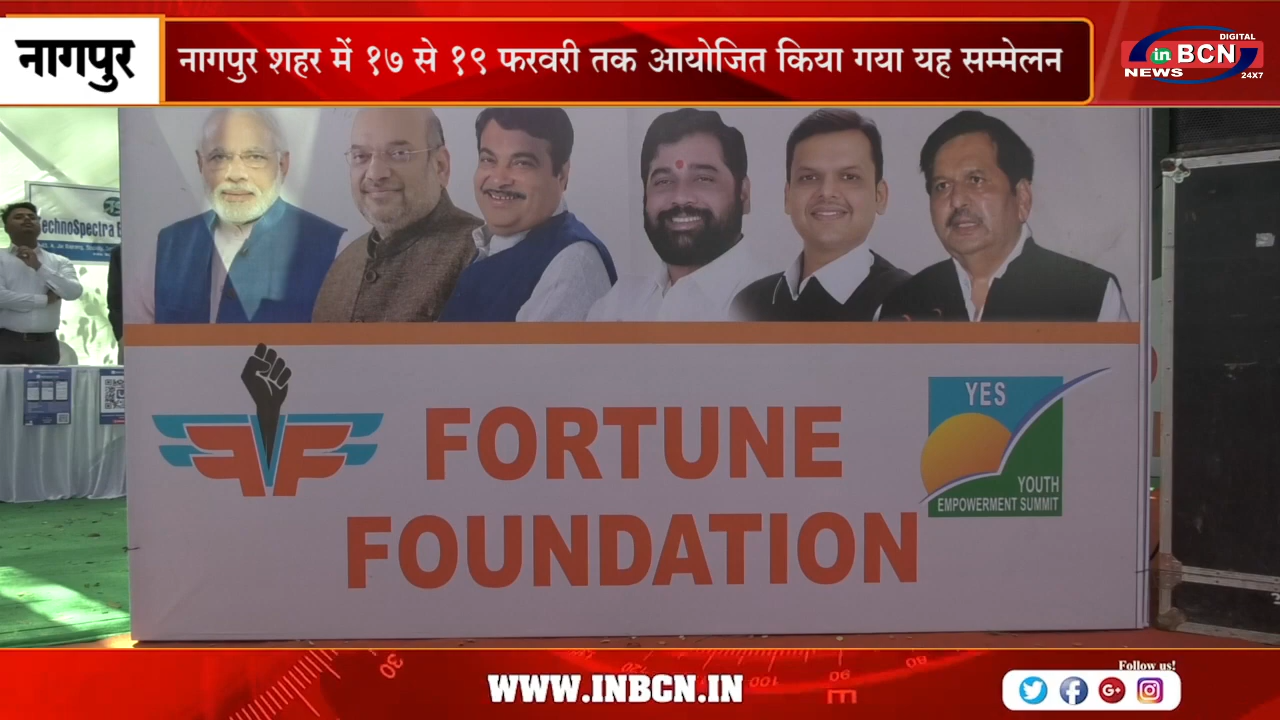 नागपुर
नागपुर शहर में १७ से १९ फरवरी तक आयोजित किया गया यह सम्मेलन
DIGITAL
in BCN
NEWS
24X7
echnoSpectra
FORTUNE
FOUNDATION
YES
YOUTH
EMPOWERMENT SUMMIT
WWW.INBCN.IN
Follow us!